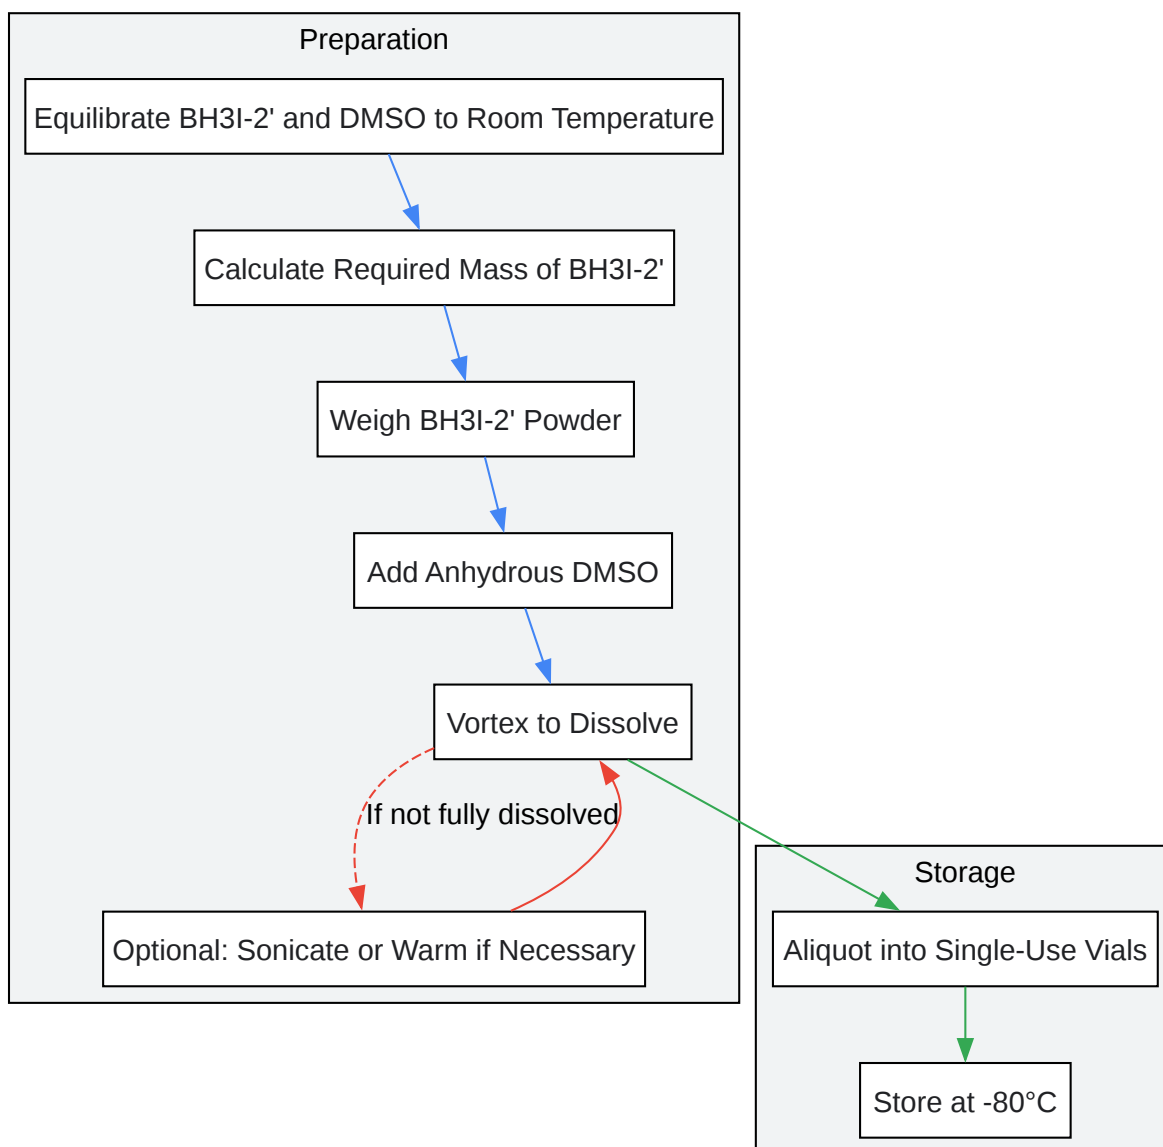 Preparation
Equilibrate BH3I-2' and DMSO to Room Temperature
Calculate Required Mass of BH3I-2'
Weigh BH3I-2' Powder
Add Anhydrous DMSO
Vortex to Dissolve
If not fully dissolved
Optional: Sonicate or Warm if Necessary
Storage
Aliquot into Single-Use Vials
Store at -80°C